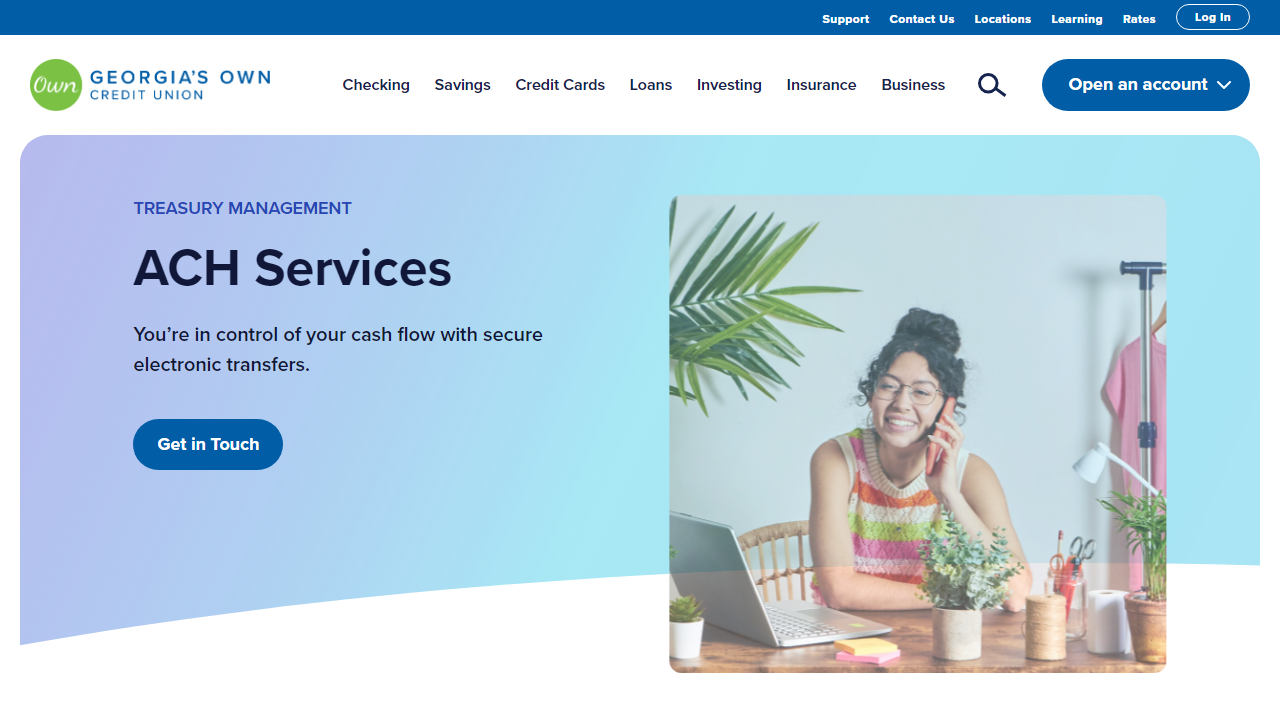 Support Contact Us Locations Learning Rates Log In
Own GEORGIA'S OWN
CREDIT UNION
Checking Savings Credit Cards Loans Investing Insurance Business Open an account
TREASURY MANAGEMENT
ACH Services
You’re in control of your cash flow with secure
electronic transfers.
Get in Touch